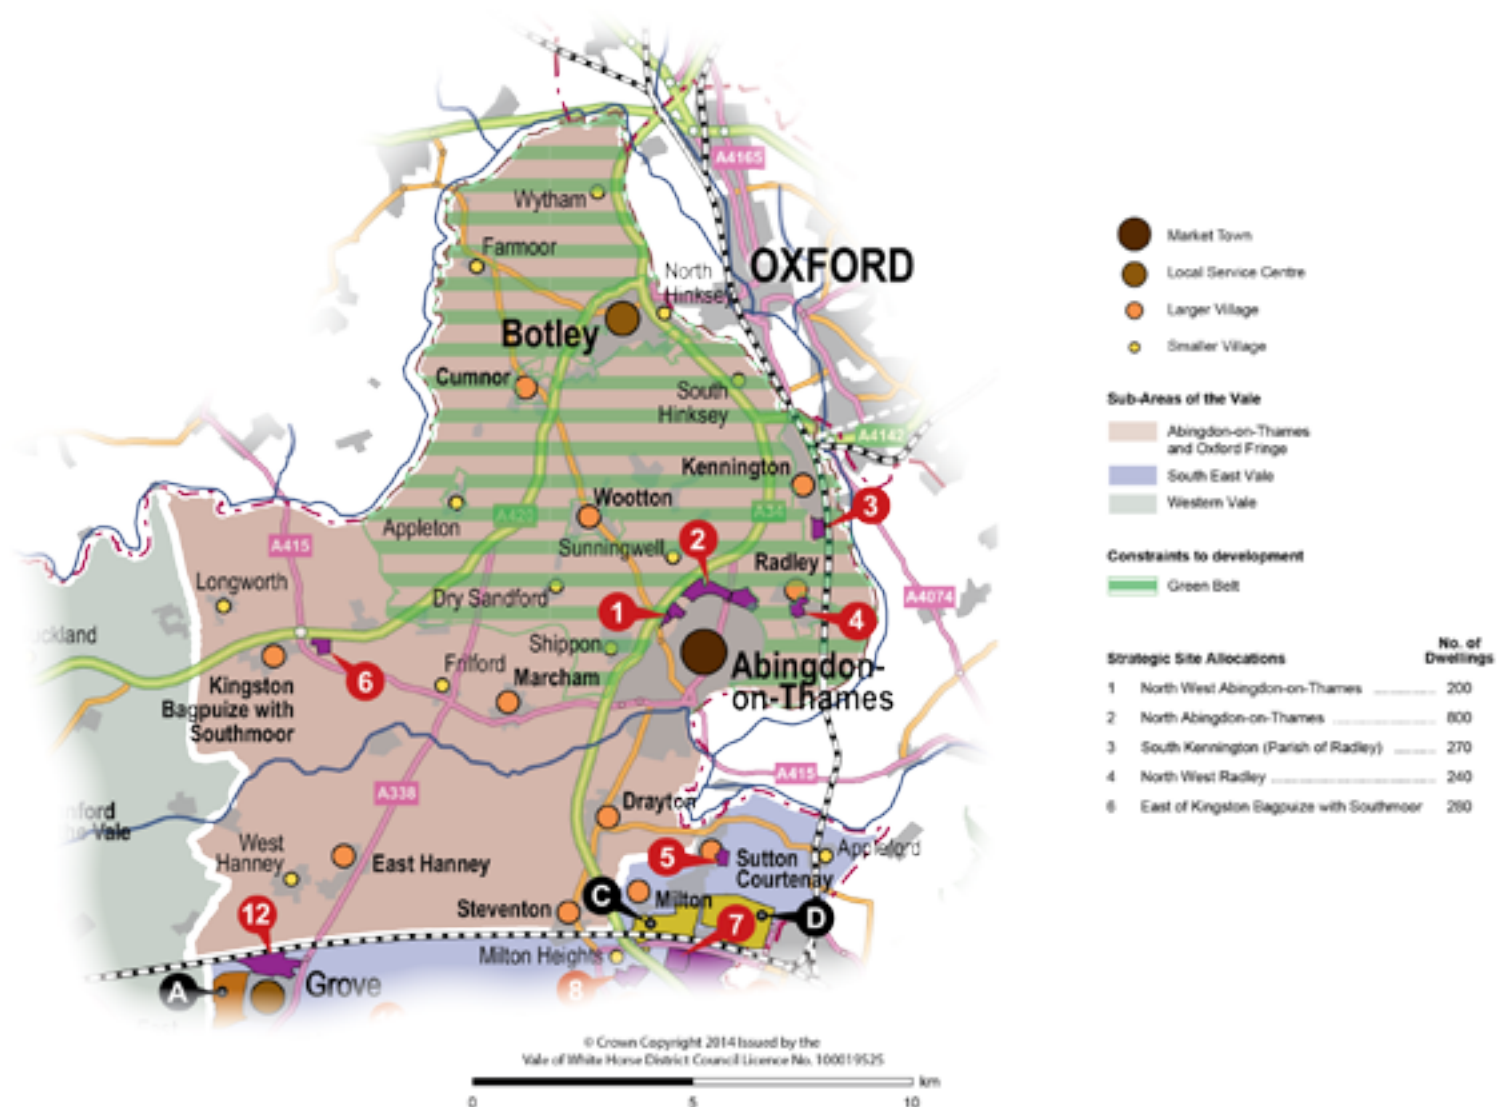 A4165
Wytham
Farmoor
OXFORD
North
Hinksey
Botley
Cumnor
South
Hinksey
A4142
Kennington
Wootton
3
A420
A34
Appleton
2
A415
Sunningwell
Radley
Longworth
Dry Sandford
1
4
A4074
uckland
Shippon
6
Frilford
Marcham
Abingdon-
on-Thames
Kingston
Bagpuize with
Southmoor
A415
A338
Drayton
nford
he Vale
West
Hanney
East Hanney
5
Sutton
Courtenay
Appleford
C
Milton
D
12
Steventon
7
Milton Heights
A
Grove
8
Market Town
Local Service Centre
Larger Village
Smaller Village
Sub-Areas of the Vale
Abingdon-on-Thames
and Oxford Fringe
South East Vale
Western Vale
Constraints to development
Green Belt
Strategic Site Allocations No. of Dwellings
1 North West Abingdon-on-Thames 200
2 North Abingdon-on-Thames 800
3 South Kennington (Parish of Radley) 270
4 North West Radley 240
6 East of Kingston Bagpuize with Southmoor 280
© Crown Copyright 2014 Issued by the
Vale of White Horse District Council Licence No. 100019525
km
0 5 10